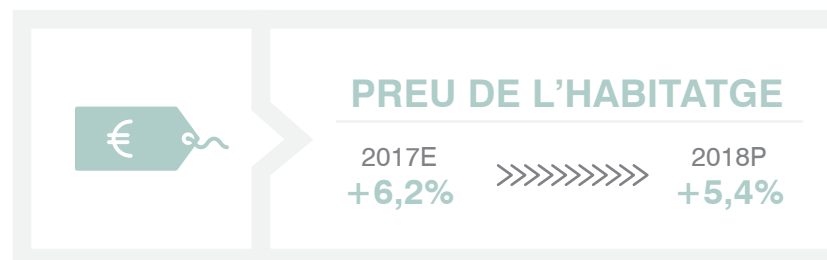 €
PREU DE L’HABITATGE
2017E
2018P
+6,2%
+5,4%